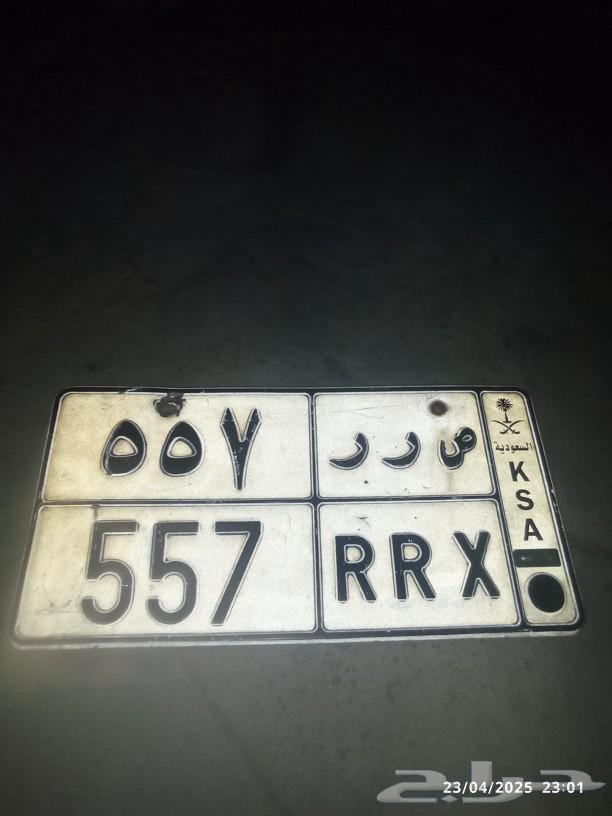 ٥٥٧ ص ر ر
السعودية
557 RRX
KSA
حراج
23/04/2025 23:01